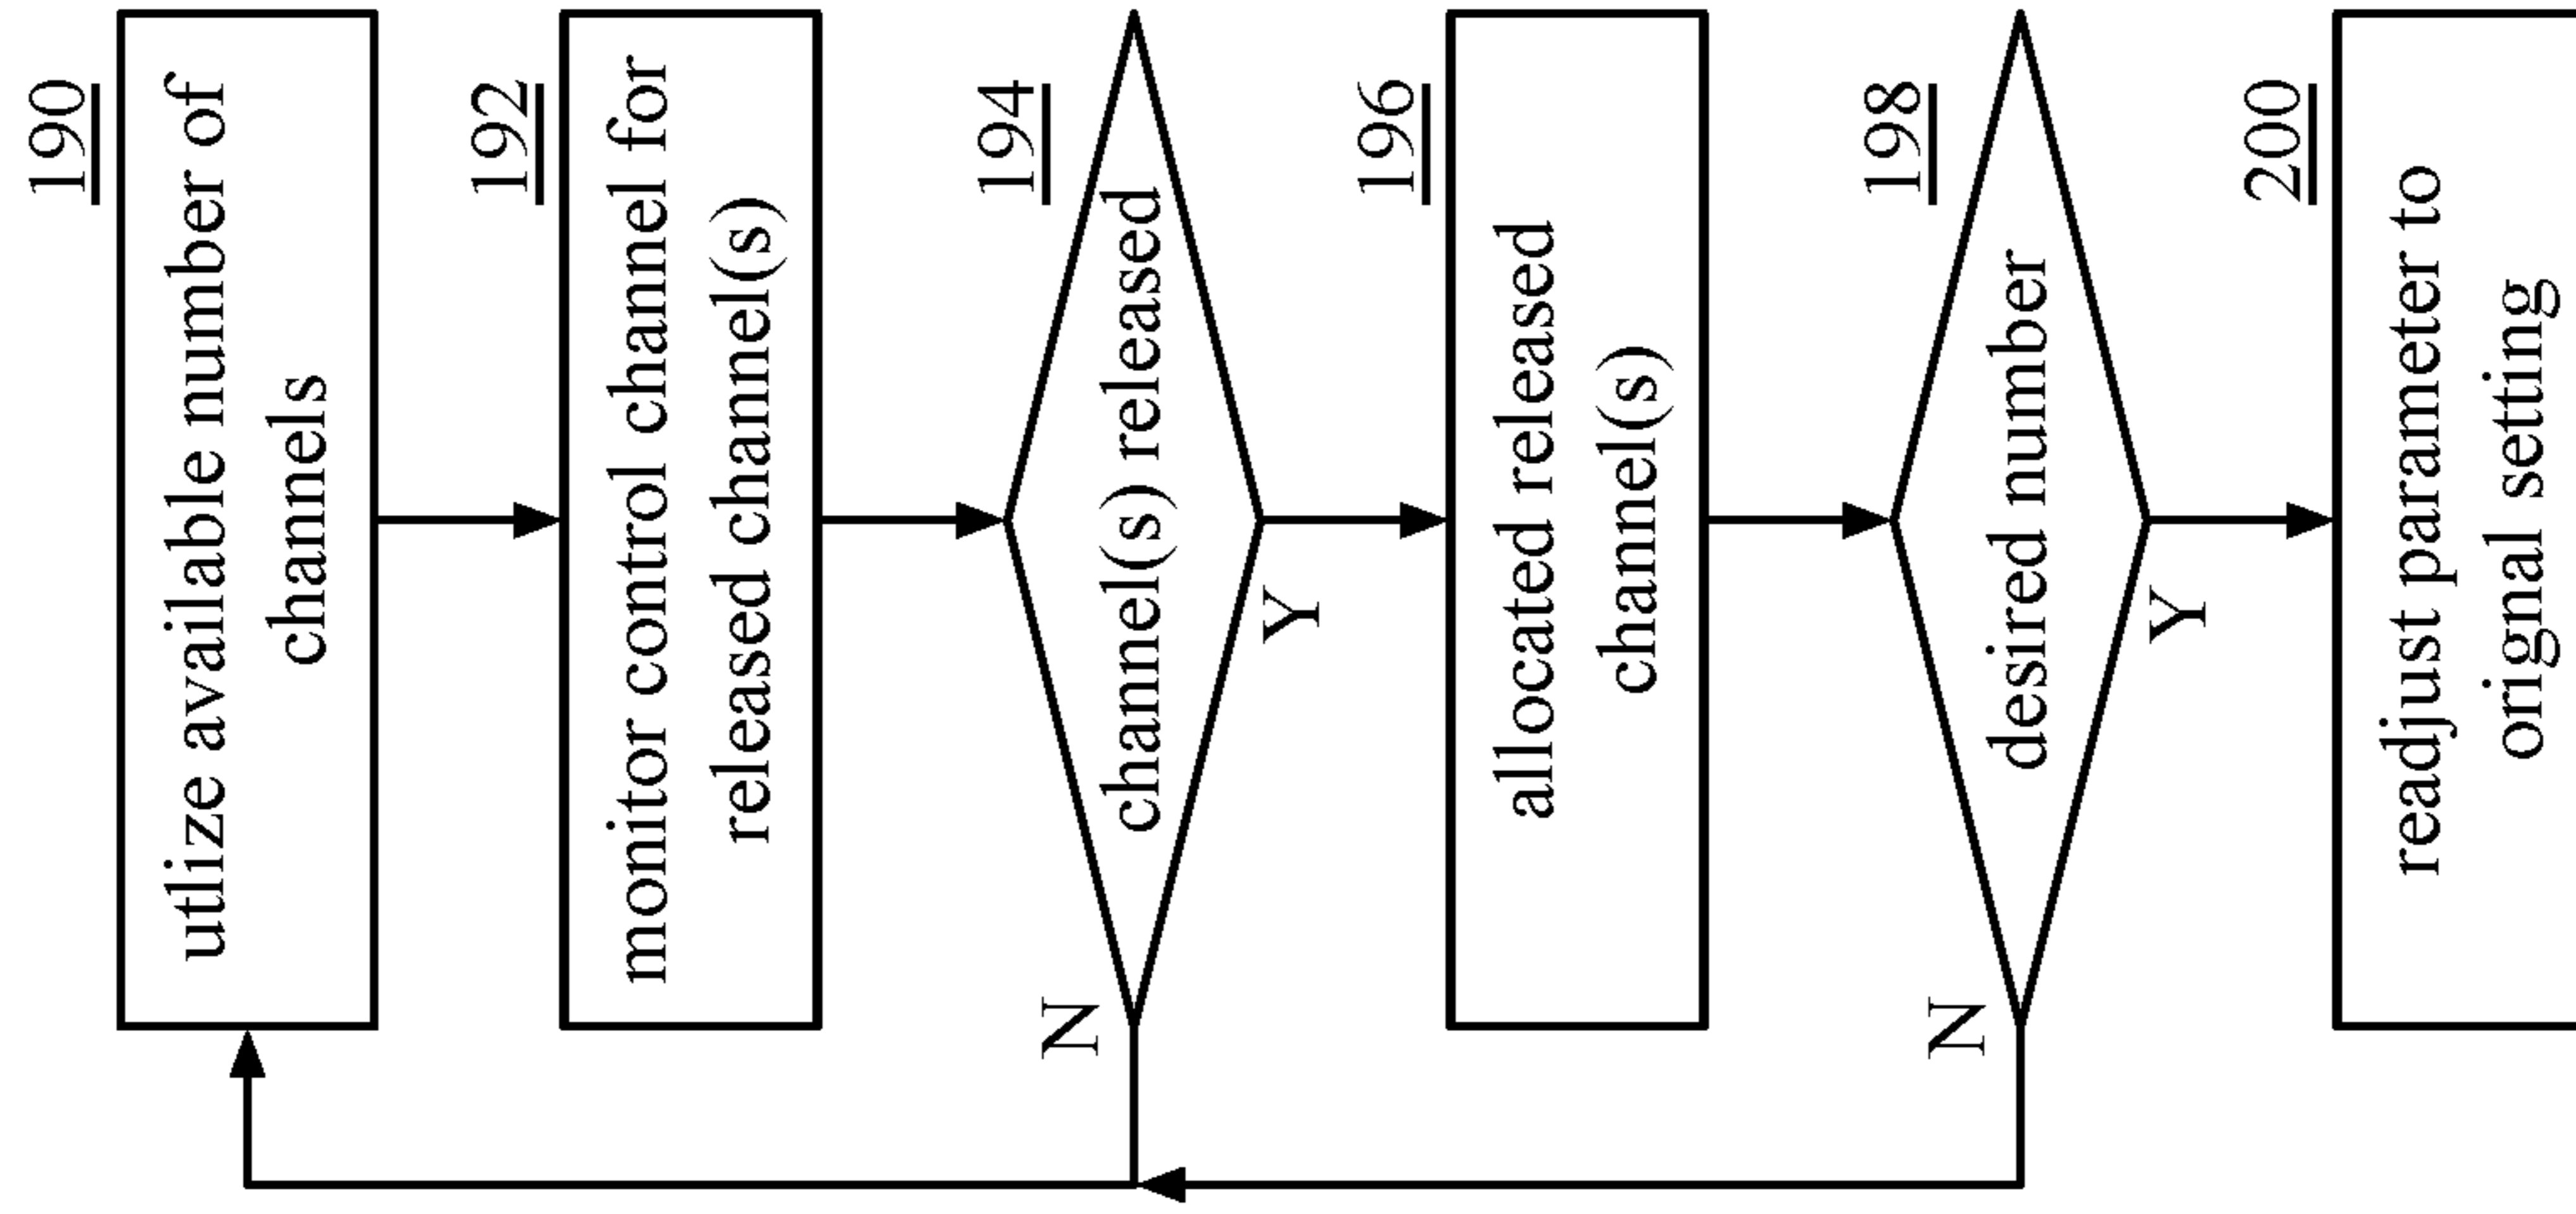 190
utlize available number of
channels
192
monitor control channel for
released channel(s)
194
channel(s) released
N
Y
196
allocated released
channel(s)
198
desired number
N
Y
200
readjust parameter to
orignal setting